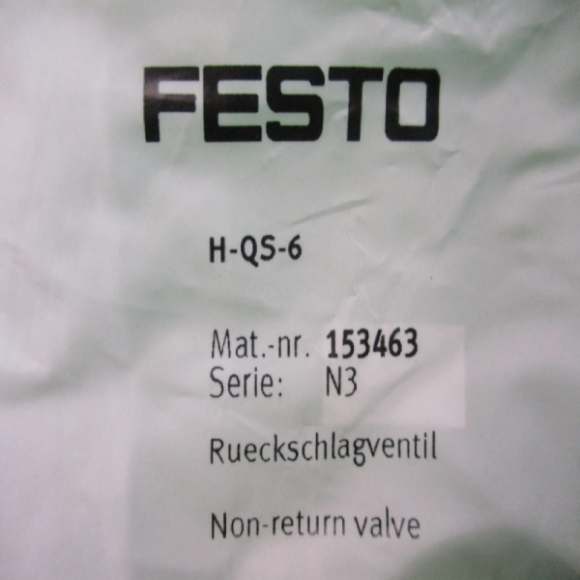 FESTO
H-QS-6
Mat.-nr. 153463
Serie: N3
Rueckschlagventil
Non-return valve